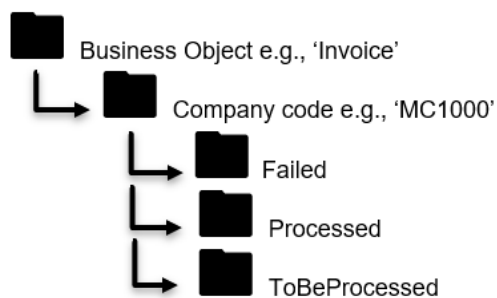 Business Object e.g., ‘Invoice’
Company code e.g., ‘MC1000’
Failed
Processed
ToBeProcessed